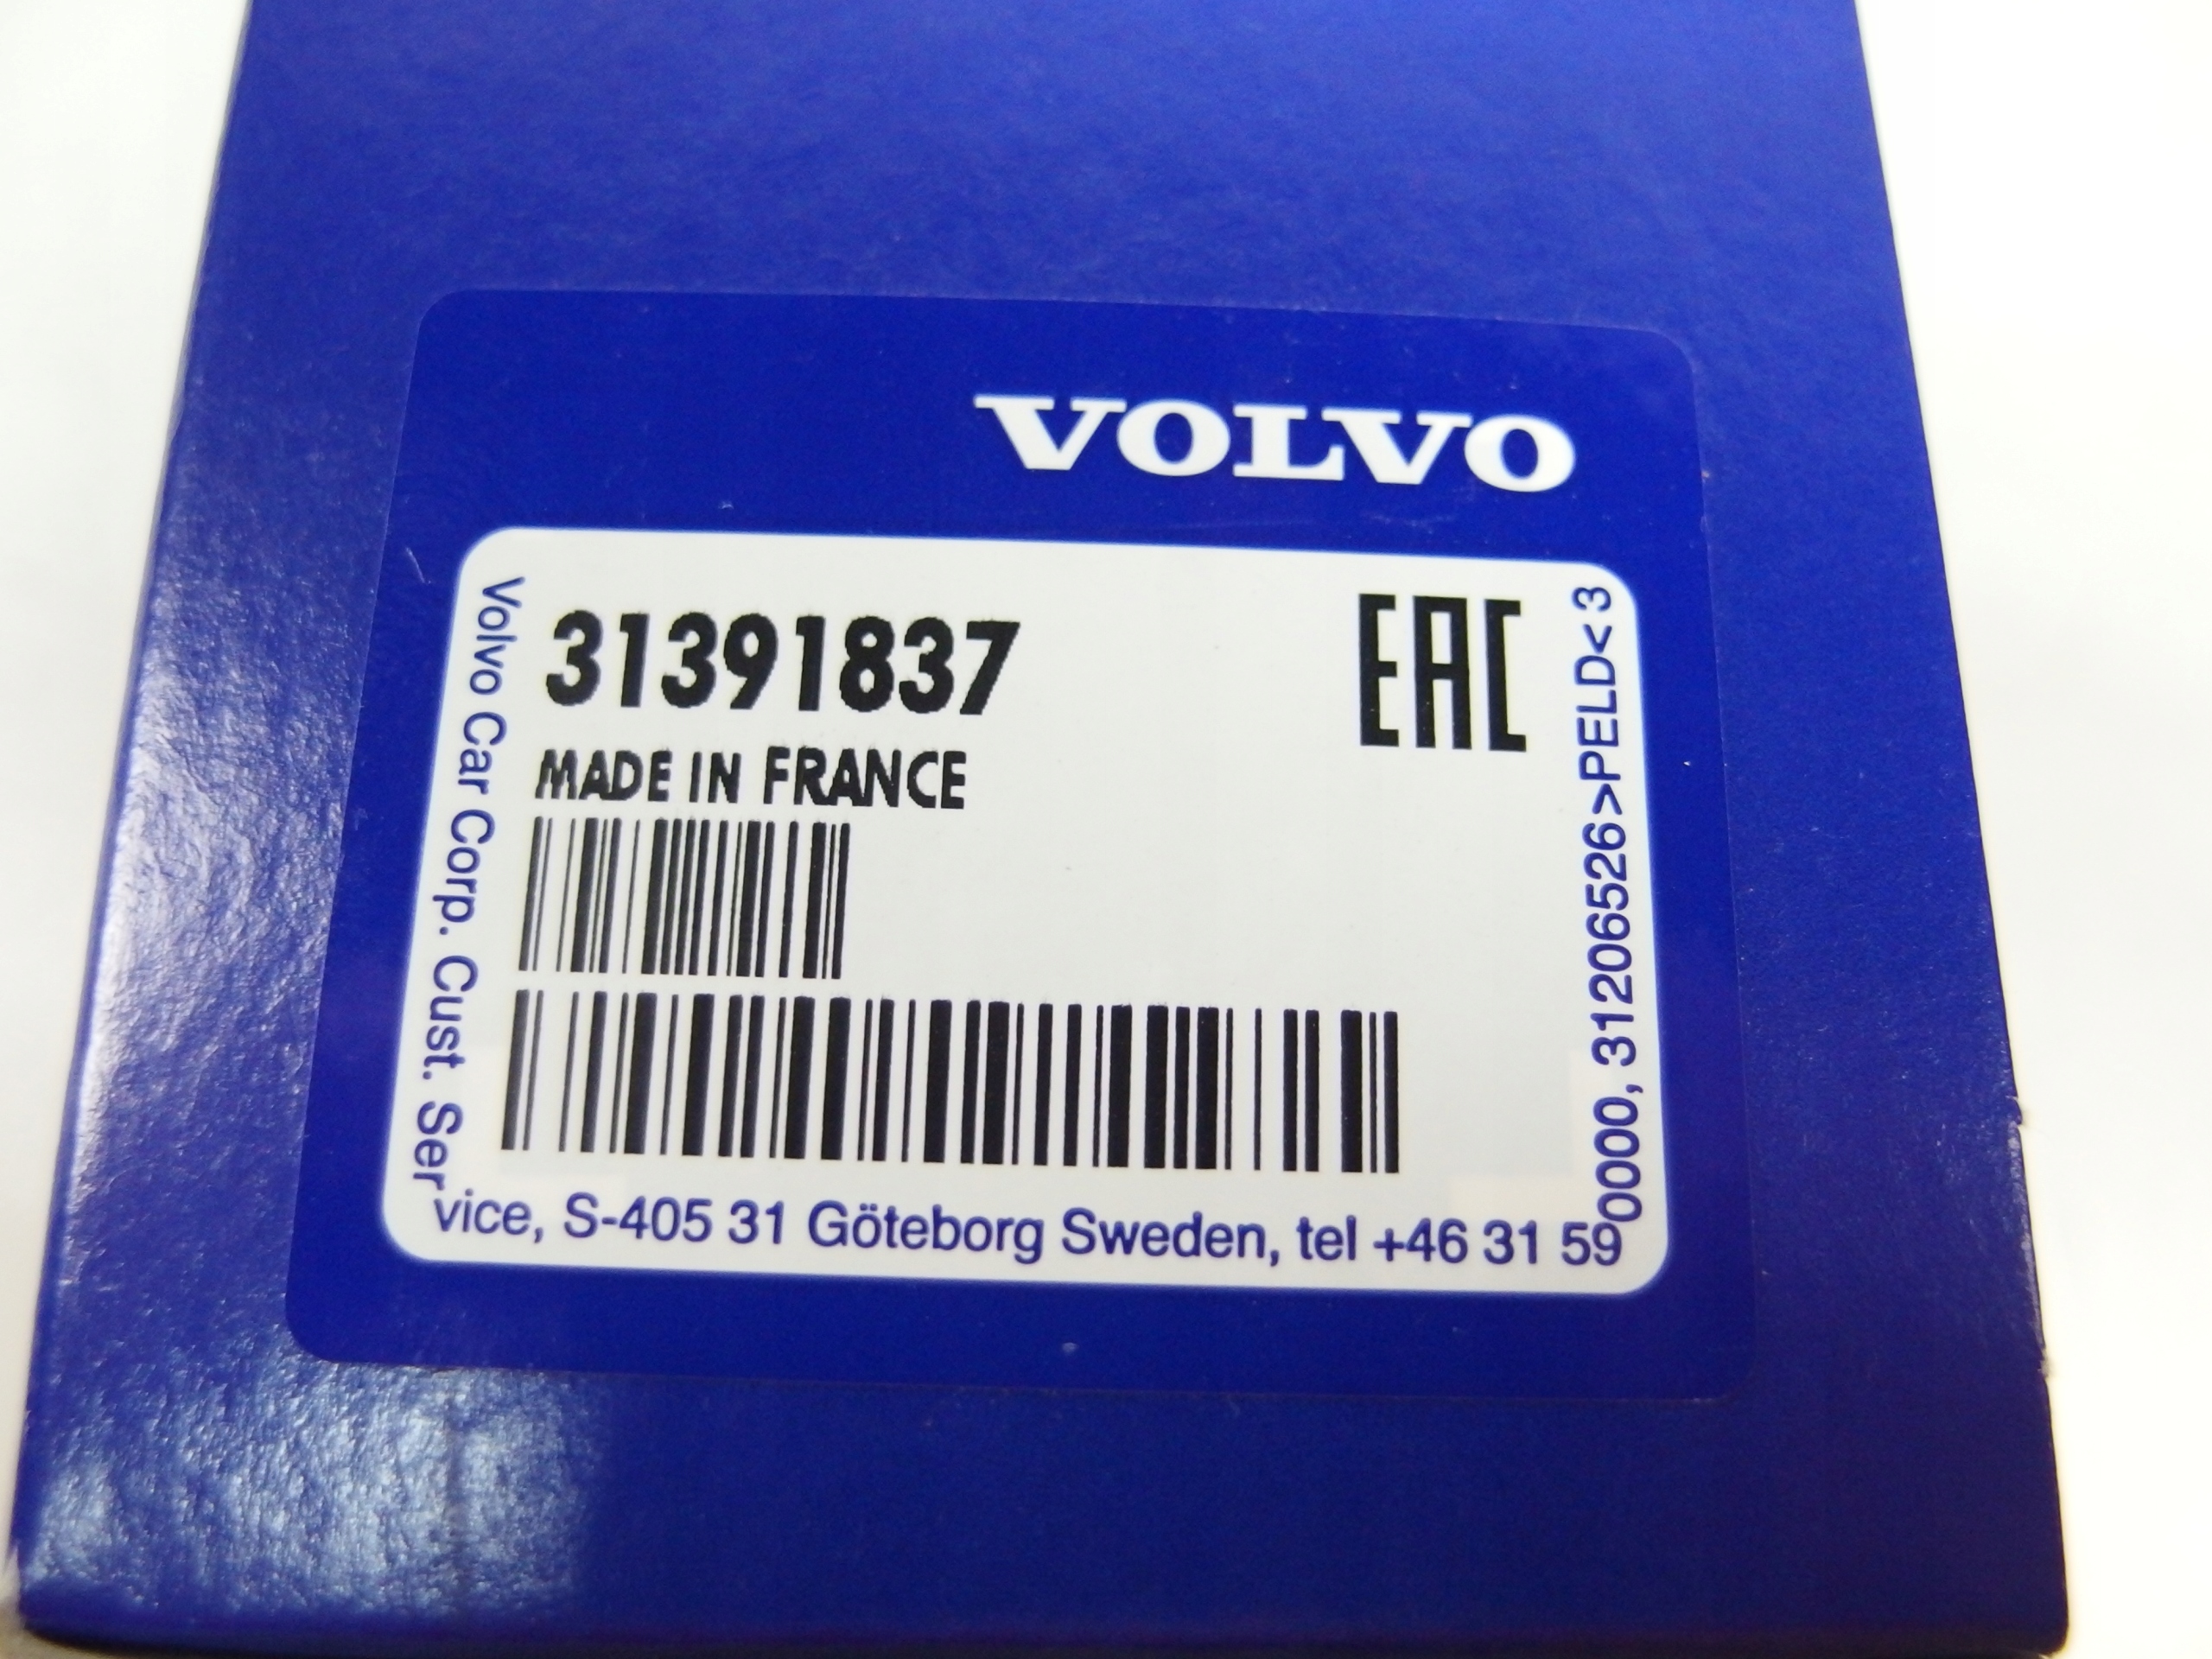 VOLVO
31391837
EAC
MADE IN FRANCE
Volvo Car Corp. Cust. Service, S-405 31 Göteborg Sweden, tel +46 31 590000, 31206526>PELD<3